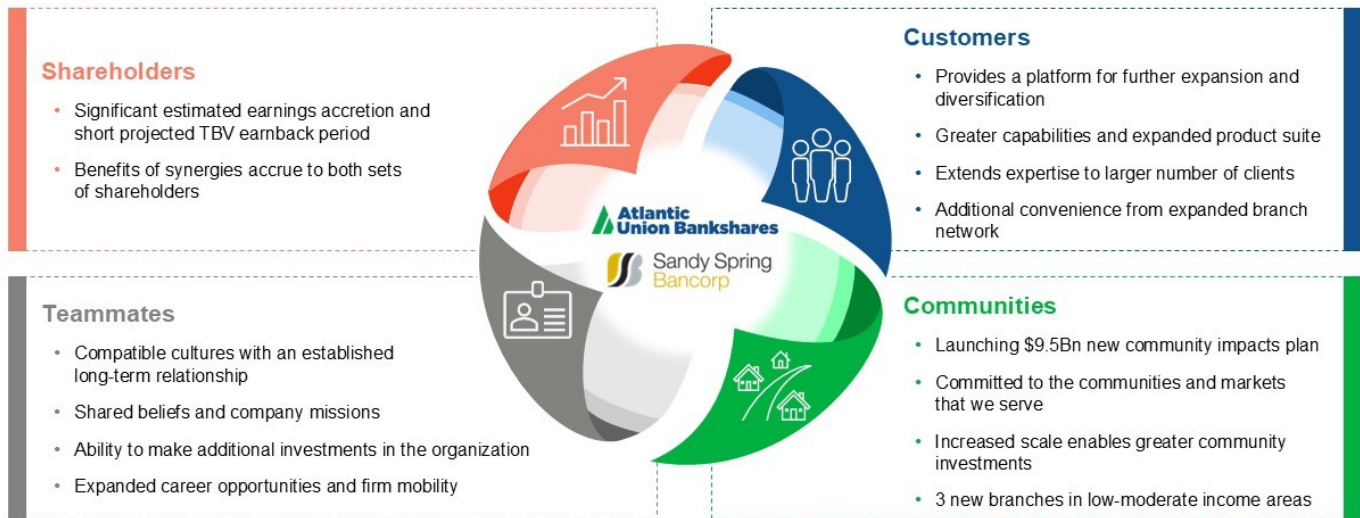 Shareholders
• Significant estimated earnings accretion and
short projected TBV earnback period
• Benefits of synergies accrue to both sets
of shareholders
Customers
• Provides a platform for further expansion and
diversification
• Greater capabilities and expanded product suite
• Extends expertise to larger number of clients
• Additional convenience from expanded branch
network
Atlantic
Union Bankshares
Sandy Spring
Bancorp
Teammates
• Compatible cultures with an established
long-term relationship
• Shared beliefs and company missions
• Ability to make additional investments in the organization
• Expanded career opportunities and firm mobility
Communities
• Launching $9.5Bn new community impacts plan
• Committed to the communities and markets
that we serve
• Increased scale enables greater community
investments
• 3 new branches in low-moderate income areas